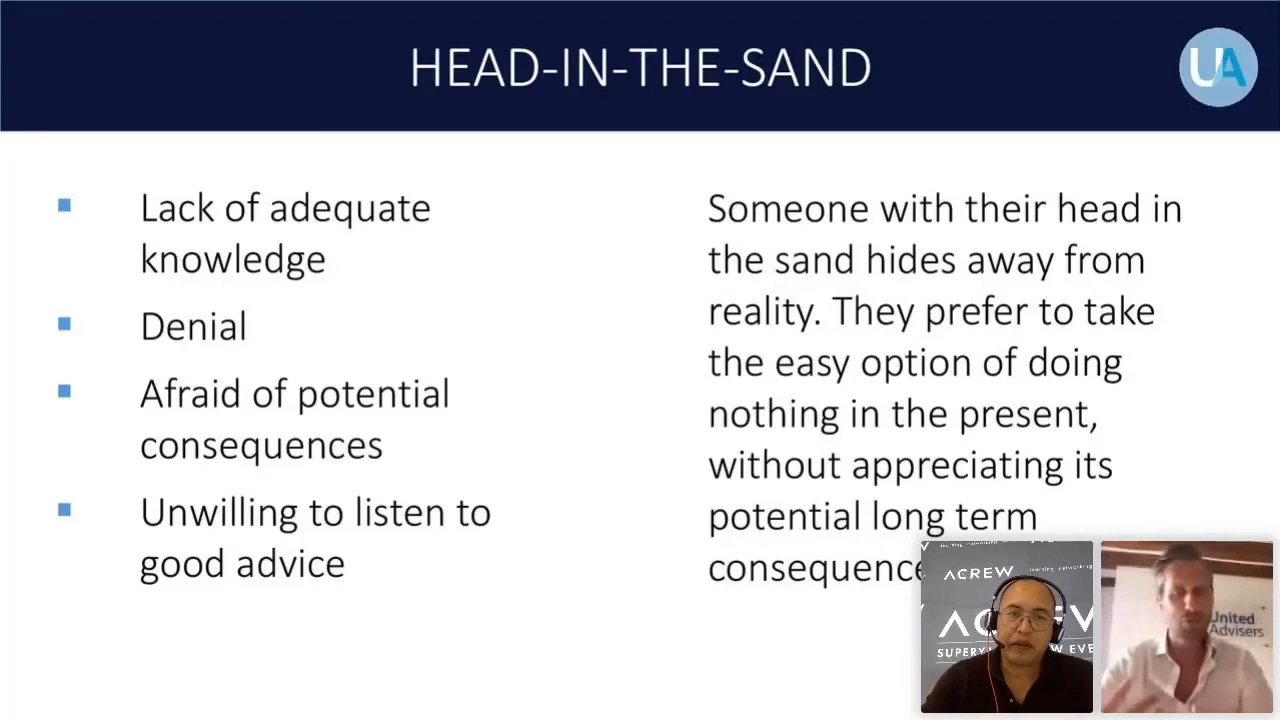 HEAD-IN-THE-SAND
UA
Lack of adequate
knowledge
Denial
Afraid of potential
consequences
Unwilling to listen to
good advice
Someone with their head in
the sand hides away from
reality. They prefer to take
the easy option of doing
nothing in the present,
without appreciating its
potential long term
consequence
ACREW
learning networking
United
Advisers